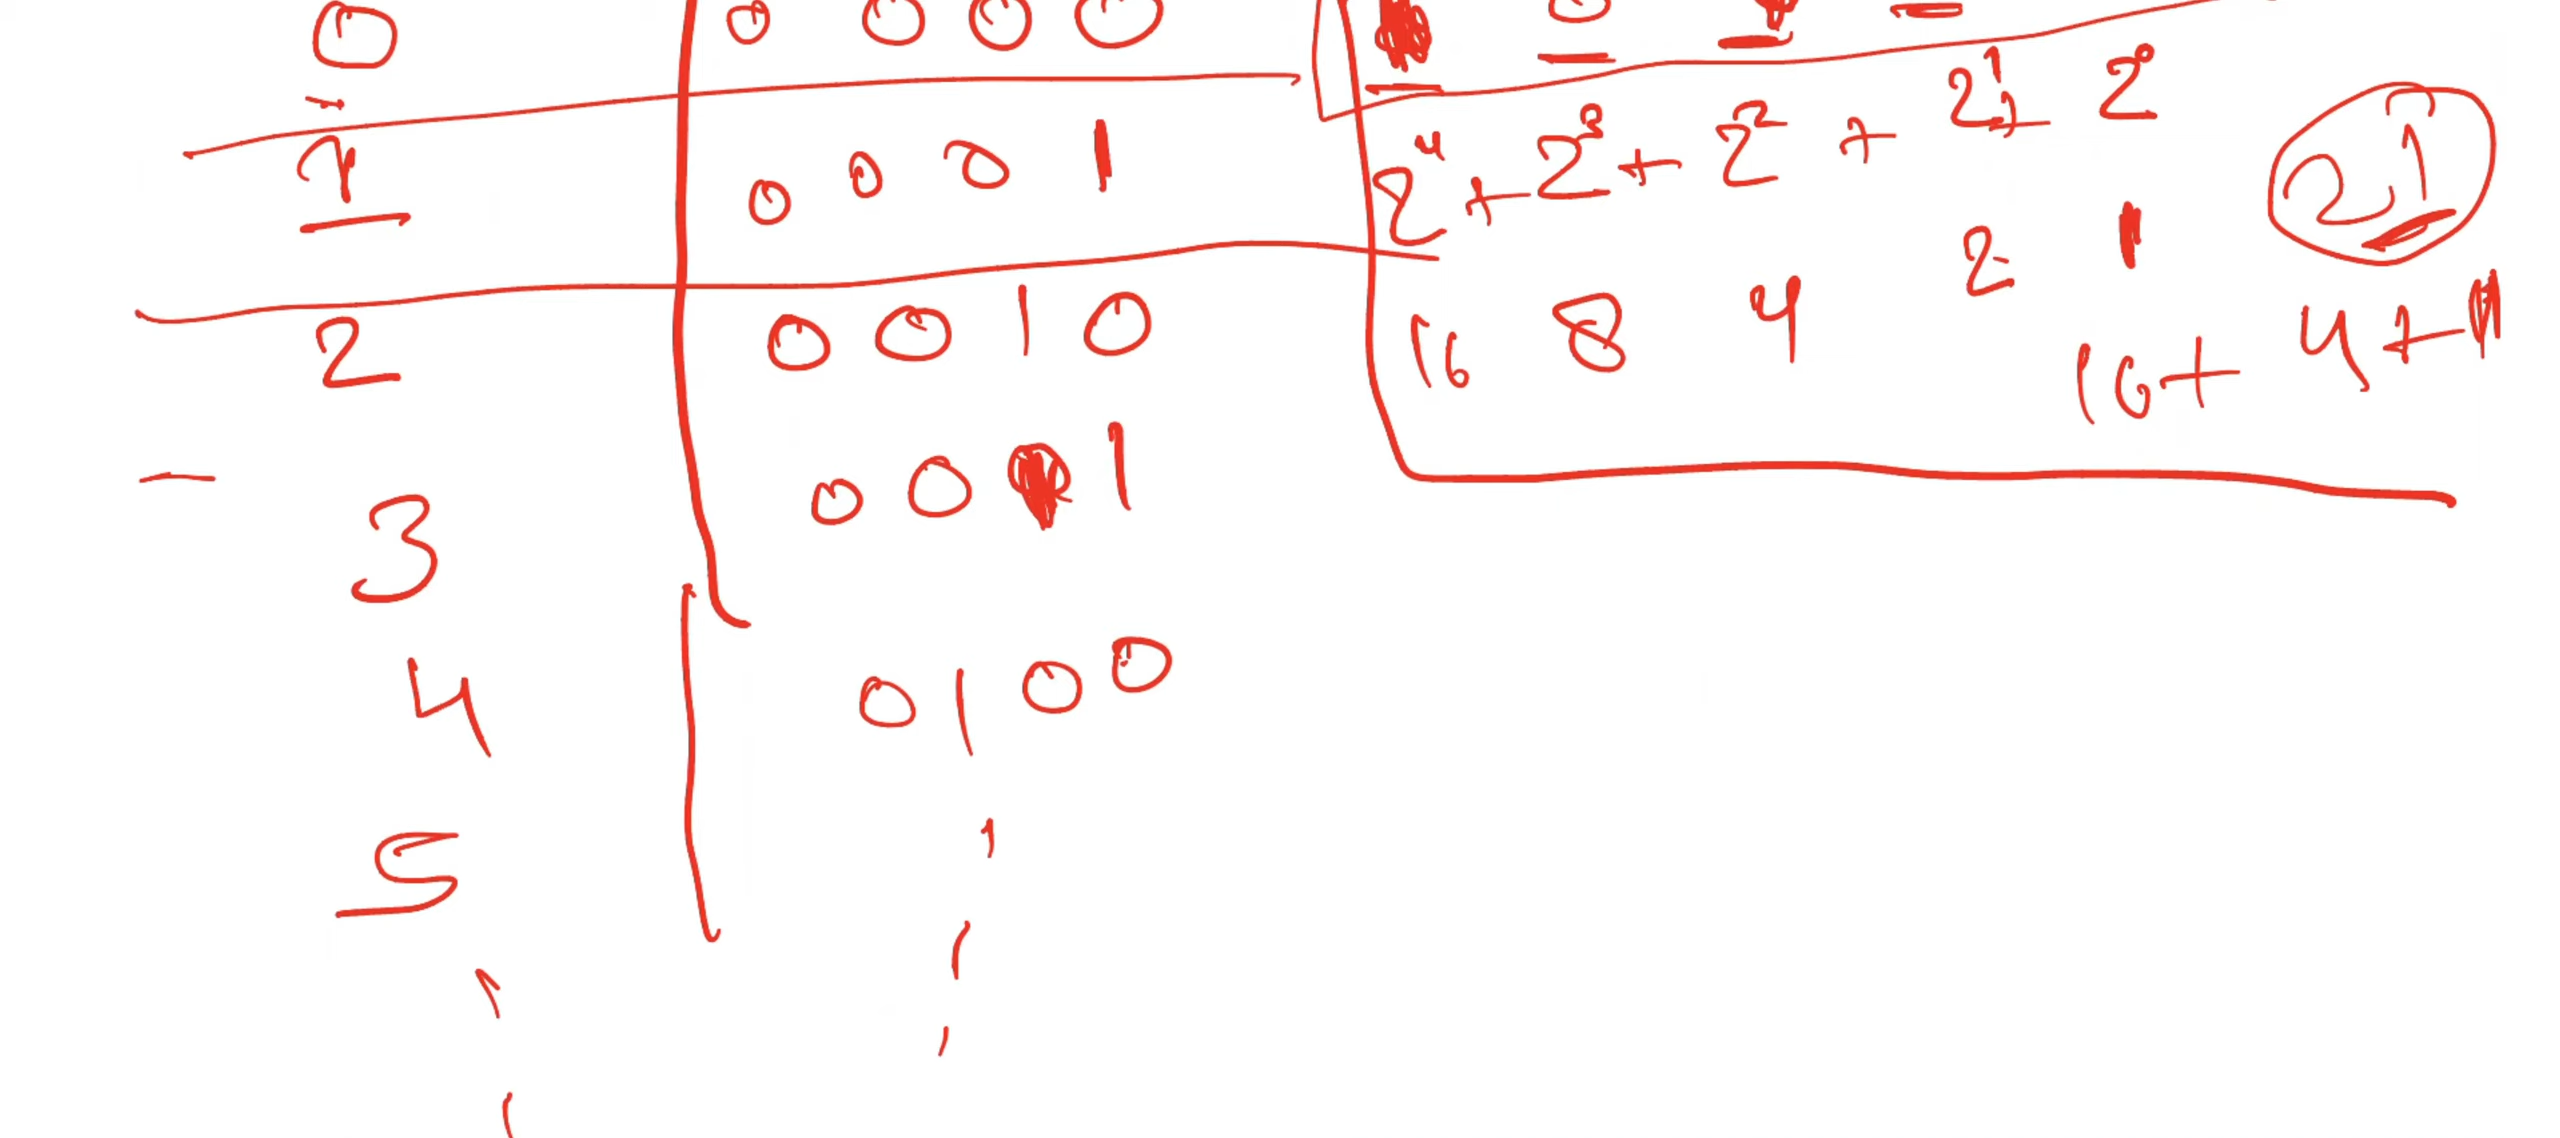 0 0 0 0 0
1 0 0 0 1
2⁴ + 2³ + 2² + 2¹ + 2⁰ 21
2 0 0 1 0
16 8 4 2 1
16 + 4 + 1
3 0 0 1 1
4 0 1 0 0
5